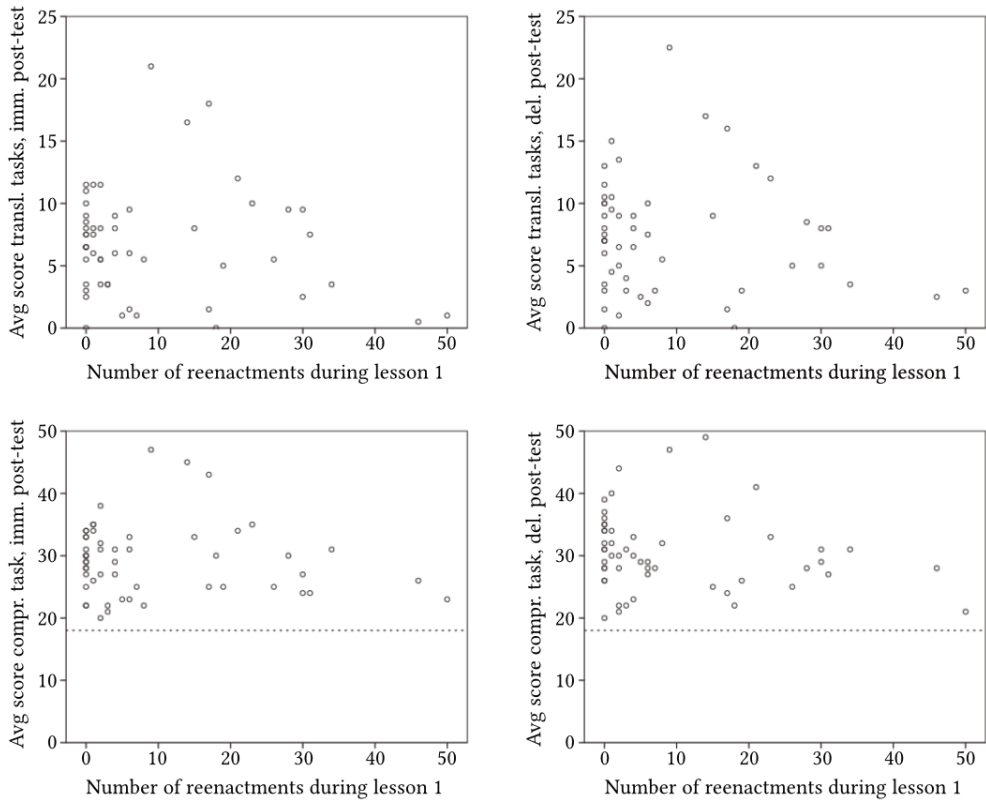 Avg score transl. tasks, imm. post-test
25
20
15
10
5
0
0 10 20 30 40 50
Number of reenactments during lesson 1
Avg score transl. tasks, del. post-test
25
20
15
10
5
0
0 10 20 30 40 50
Number of reenactments during lesson 1
Avg score compr. task, imm. post-test
50
40
30
20
10
0
0 10 20 30 40 50
Number of reenactments during lesson 1
Avg score compr. task, del. post-test
50
40
30
20
10
0
0 10 20 30 40 50
Number of reenactments during lesson 1